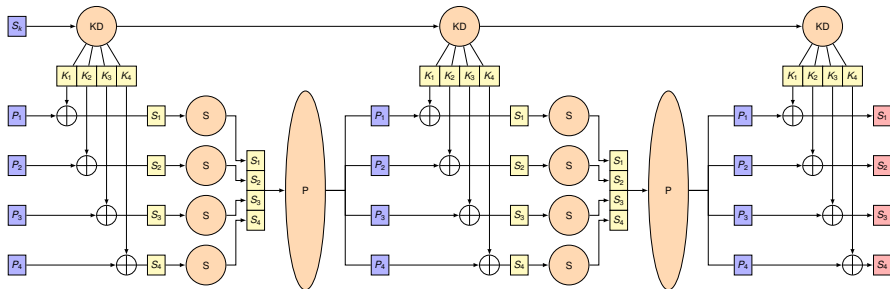 S_k KD KD KD
K_1 K_2 K_3 K_4 K_1 K_2 K_3 K_4 K_1 K_2 K_3 K_4
P_1 S_1 S P_1 S_1 S P_1 S_1
S_1 S_1
P_2 S_2 S P_2 S_2 S P_2 S_2
S_2 S_2
P P
S_3 S_3
P_3 S_3 S P_3 S_3 S P_3 S_3
S_4 S_4
P_4 S_4 S P_4 S_4 S P_4 S_4